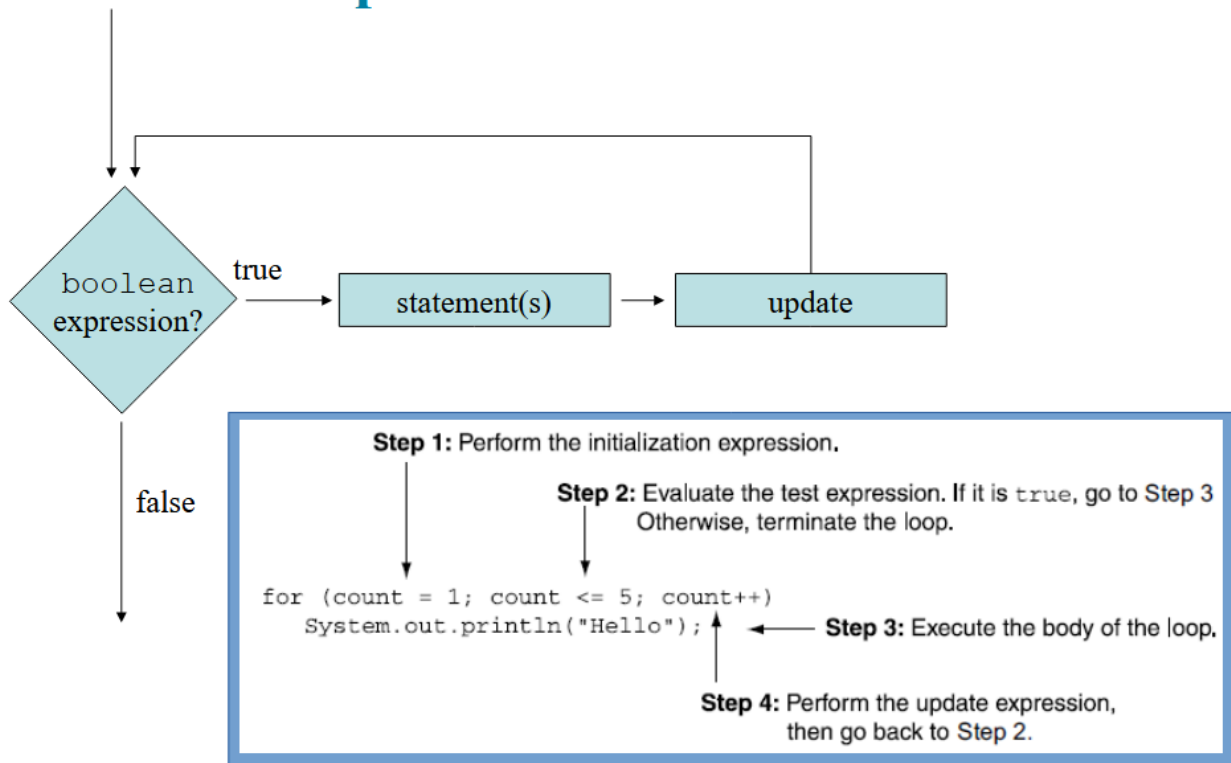 true
boolean
expression?
statement(s)
update
false
Step 1: Perform the initialization expression.
Step 2: Evaluate the test expression. If it is true, go to Step 3
Otherwise, terminate the loop.
for (count = 1; count <= 5; count++)
System.out.println("Hello");
Step 3: Execute the body of the loop.
Step 4: Perform the update expression,
then go back to Step 2.